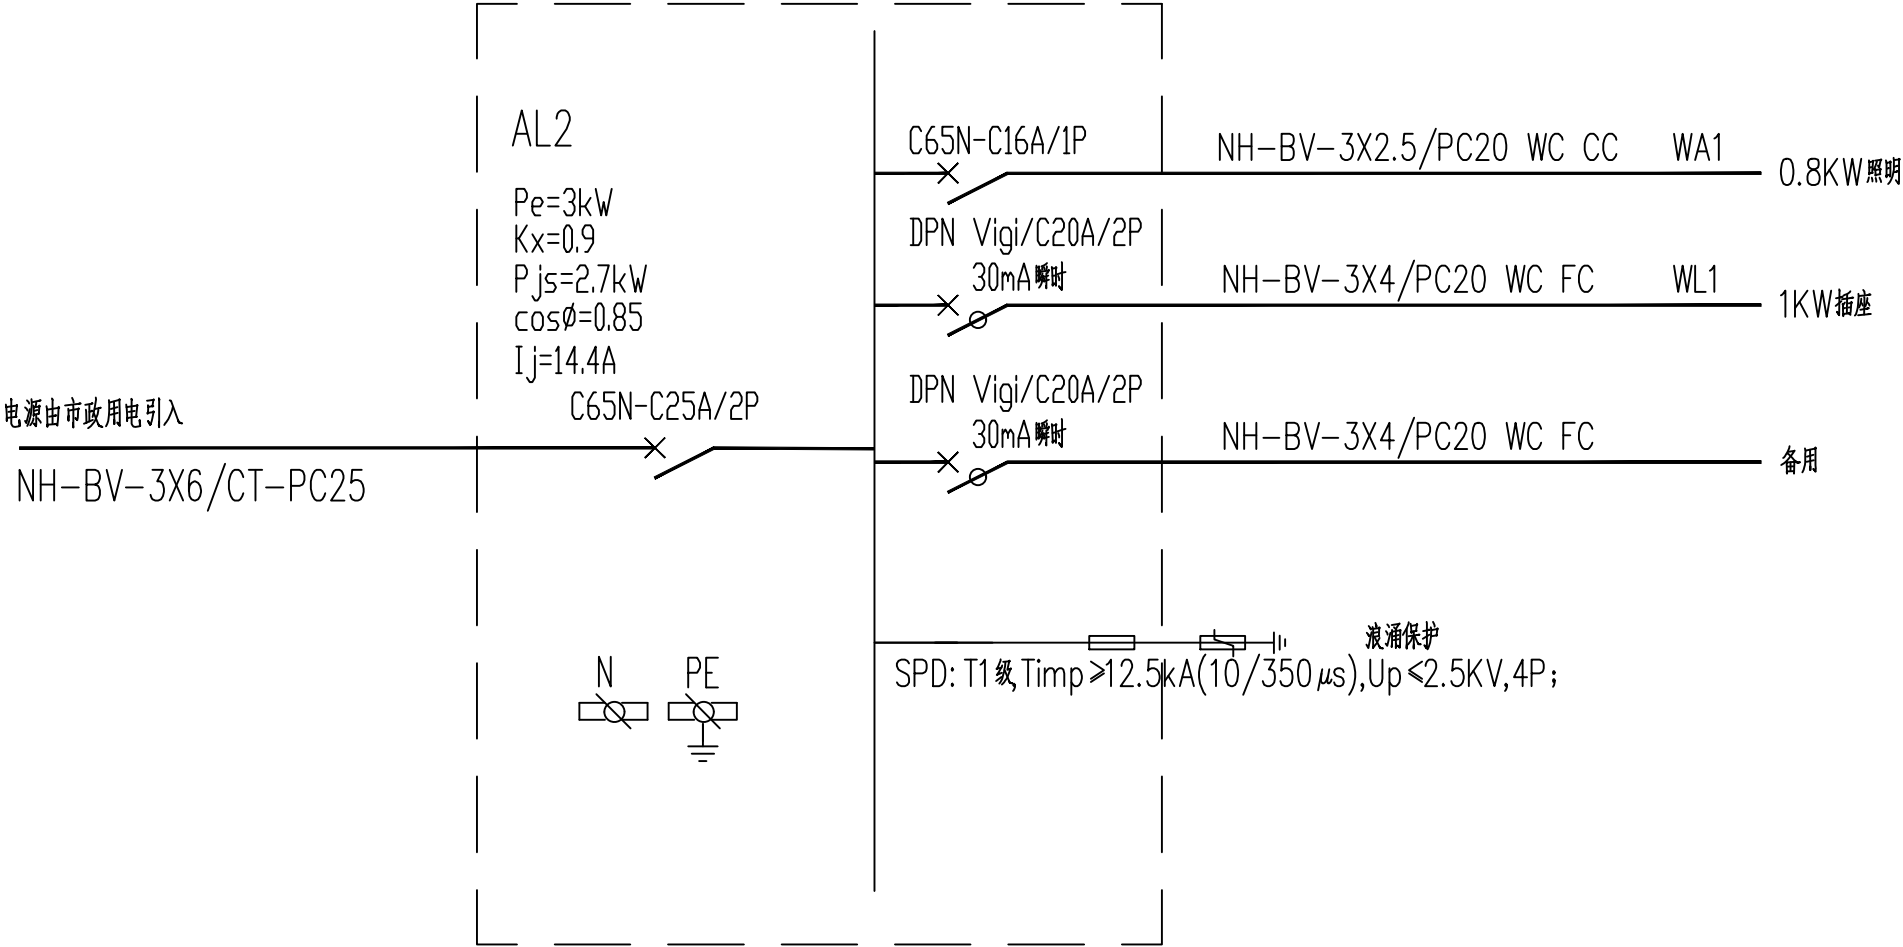 AL2
Pe=3kW
Kx=0.9
Pjs=2.7kW
cosØ=0.85
Ij=14.4A
C65N-C25A/2P
电源由市政用电引入
NH-BV-3X6/CT-PC25
C65N-C16A/1P
NH-BV-3X2.5/PC20 WC CC WA1
0.8KW照明
DPN Vigi/C20A/2P
30mA瞬时
NH-BV-3X4/PC20 WC FC WL1
1KW插座
DPN Vigi/C20A/2P
30mA瞬时
NH-BV-3X4/PC20 WC FC
备用
浪涌保护
SPD: T1级,Timp≥12.5kA(10/350μs),Up≤2.5KV,4P;
N PE